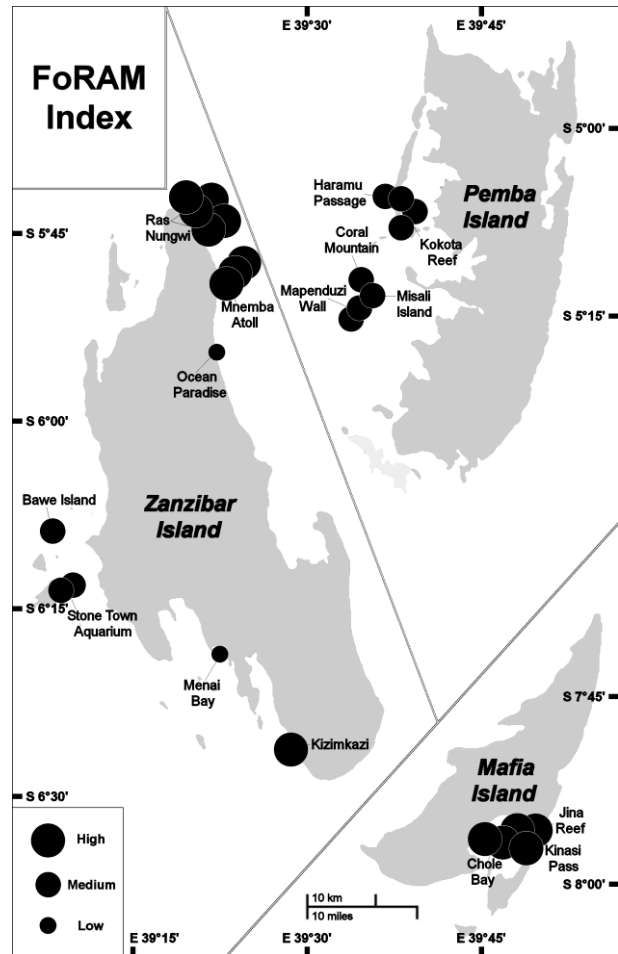 E 39°30'
E 39°45'
FoRAM
Index
S 5°00'
Haramu
Passage
Pemba
Island
Ras
Nungwi
S 5°45'
Coral
Mountain
Kokota
Reef
Mapenduzi
Wall
Misali
Island
Mnemba
Atoll
S 5°15'
Ocean
Paradise
S 6°00'
Bawe Island
Zanzibar
Island
S 6°15'
Stone Town
Aquarium
Menai
Bay
S 7°45'
Kizimkazi
Mafia
Island
S 6°30'
Jina
Reef
High
Chole
Bay
Kinasi
Pass
Medium
S 8°00'
10 km
10 miles
Low
E 39°15'
E 39°30'
E 39°45'